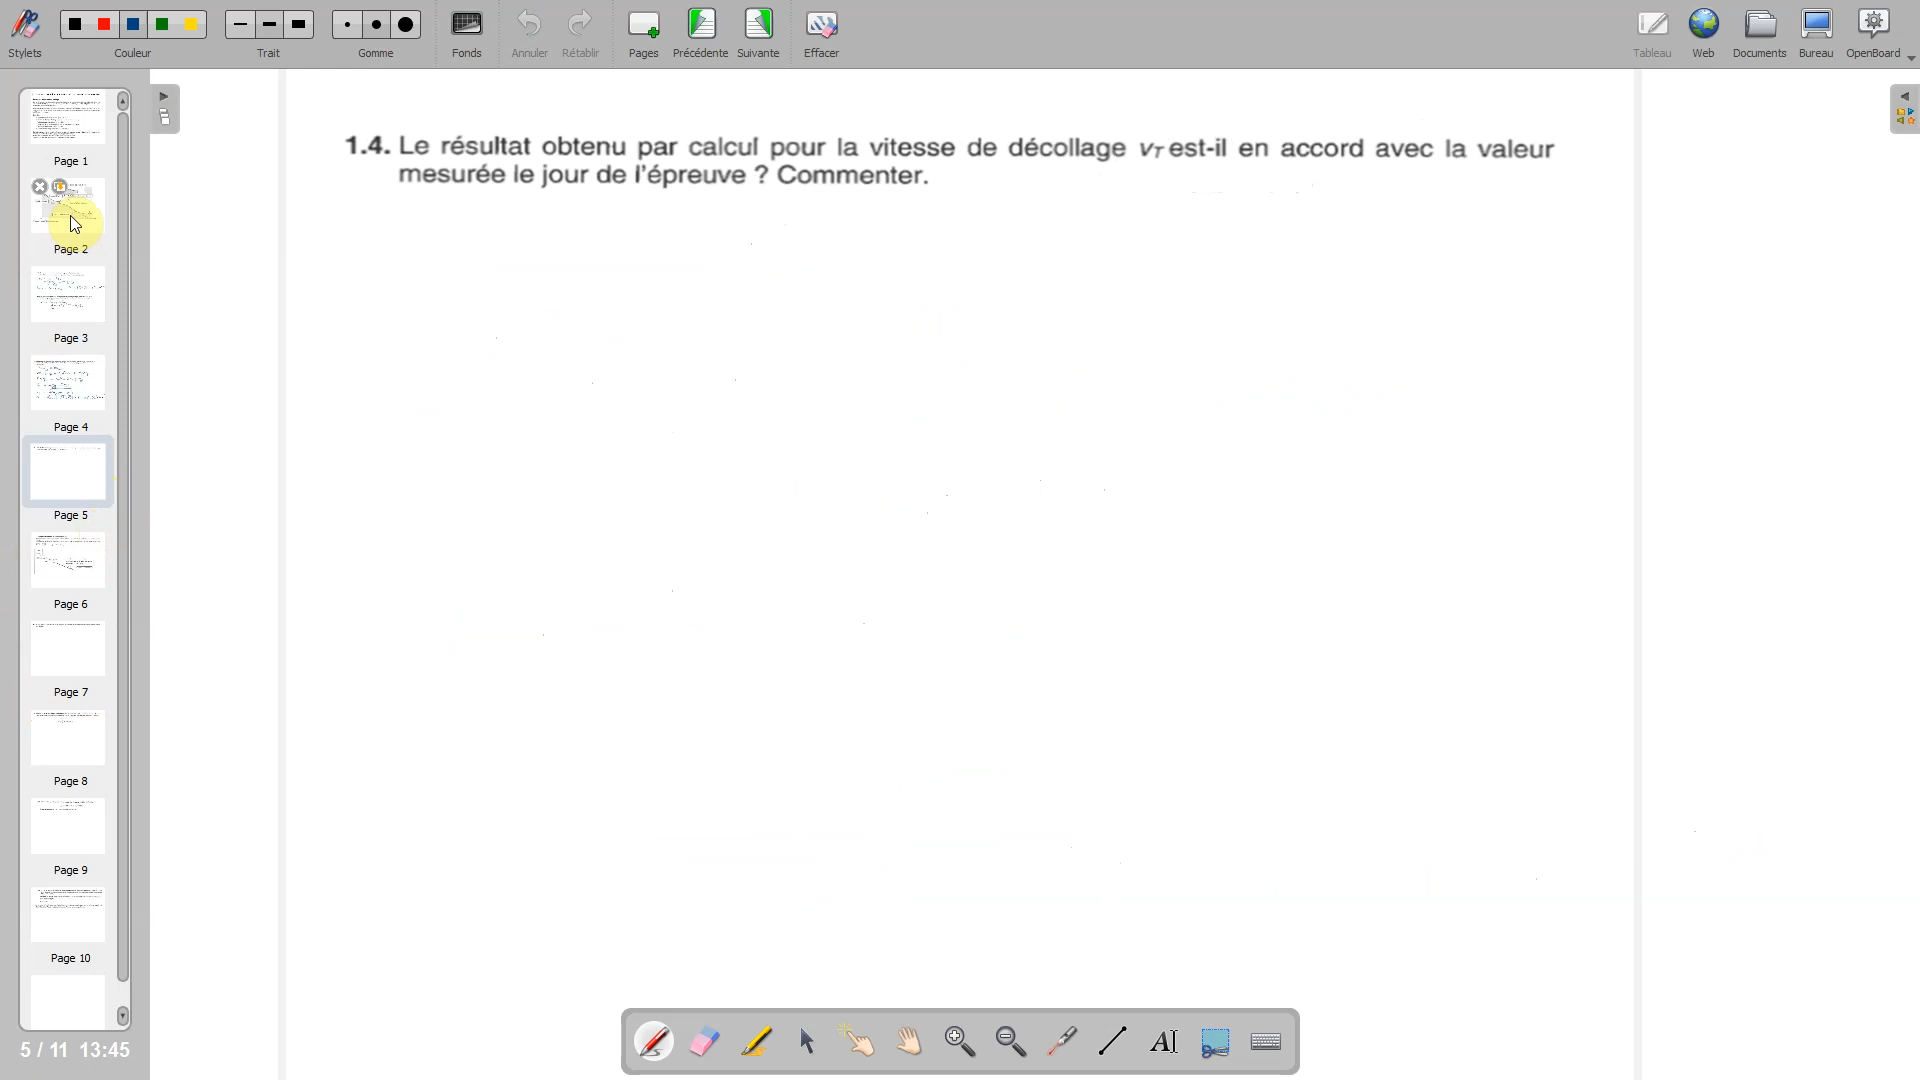 Stylets
Couleur
Trait
Gomme
Fonds
Annuler
Rétablir
Pages
Précédente
Suivante
Effacer
Tableau
Web
Documents
Bureau
OpenBoard
1.4. Le résultat obtenu par calcul pour la vitesse de décollage vT est-il en accord avec la valeur
mesurée le jour de l'épreuve ? Commenter.
Page 1
Page 2
Page 3
Page 4
Page 5
Page 6
Page 7
Page 8
Page 9
Page 10
5 / 11 13:45
AI